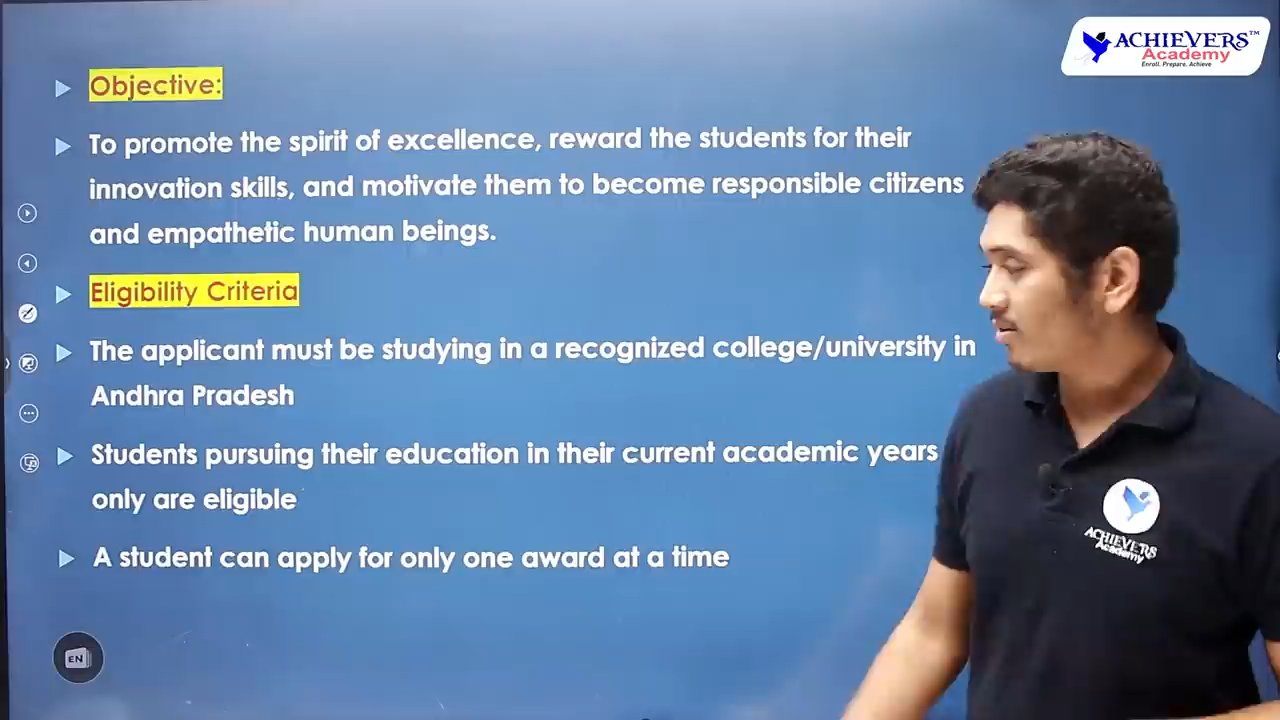 ACHIEVERS™
Academy
Enroll. Prepare. Achieve
Objective:
To promote the spirit of excellence, reward the students for their
innovation skills, and motivate them to become responsible citizens
and empathetic human beings.
Eligibility Criteria
The applicant must be studying in a recognized college/university in
Andhra Pradesh
Students pursuing their education in their current academic years
only are eligible
A student can apply for only one award at a time
EN
ACHIEVERS
Academy